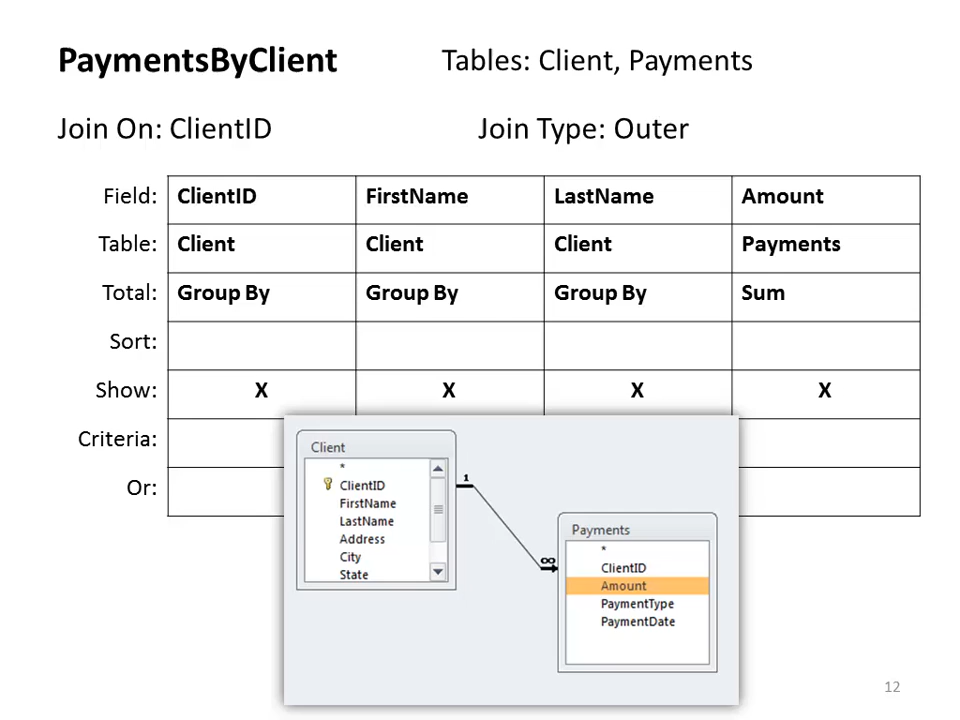 PaymentsByClient Tables: Client, Payments
Join On: ClientID Join Type: Outer
Field: ClientID FirstName LastName Amount
Table: Client Client Client Payments
Total: Group By Group By Group By Sum
Sort:
Show: X X X X
Criteria:
Or:
Client
*
ClientID
FirstName
LastName
Address
City
State
1
∞
Payments
*
ClientID
Amount
PaymentType
PaymentDate
12